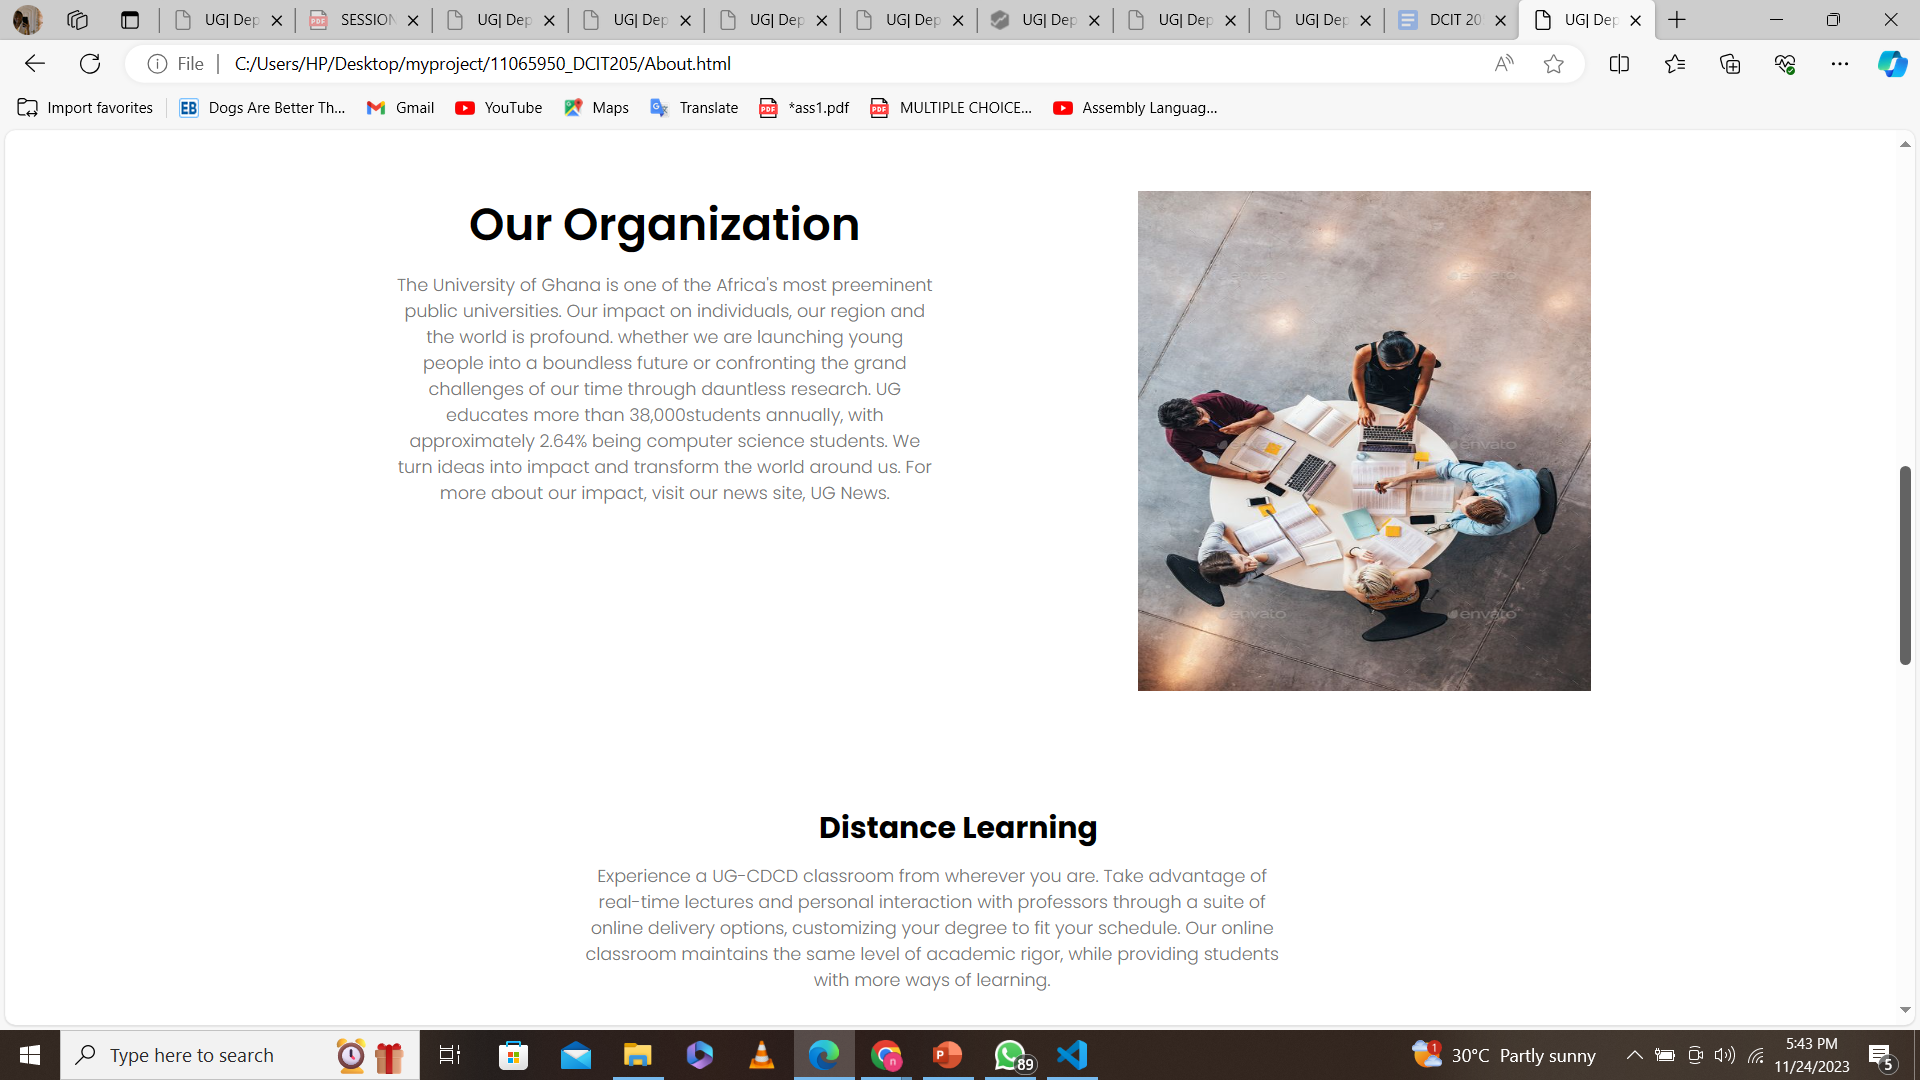 UG| Dep
SESSION
UG| Dep
UG| Dep
UG| Dep
UG| Dep
UG| Dep
UG| Dep
UG| Dep
DCIT 20
UG| Dep
File
C:/Users/HP/Desktop/myproject/11065950_DCIT205/About.html
Import favorites
Dogs Are Better Th...
Gmail
YouTube
Maps
Translate
*ass1.pdf
MULTIPLE CHOICE...
Assembly Languag...
Our Organization
The University of Ghana is one of the Africa's most preeminent
public universities. Our impact on individuals, our region and
the world is profound. whether we are launching young
people into a boundless future or confronting the grand
challenges of our time through dauntless research. UG
educates more than 38,000students annually, with
approximately 2.64% being computer science students. We
turn ideas into impact and transform the world around us. For
more about our impact, visit our news site, UG News.
envato
envato
envato
envato
envato
Distance Learning
Experience a UG-CDCD classroom from wherever you are. Take advantage of
real-time lectures and personal interaction with professors through a suite of
online delivery options, customizing your degree to fit your schedule. Our online
classroom maintains the same level of academic rigor, while providing students
with more ways of learning.
Type here to search
89
1
30°C Partly sunny
5:43 PM
11/24/2023
5